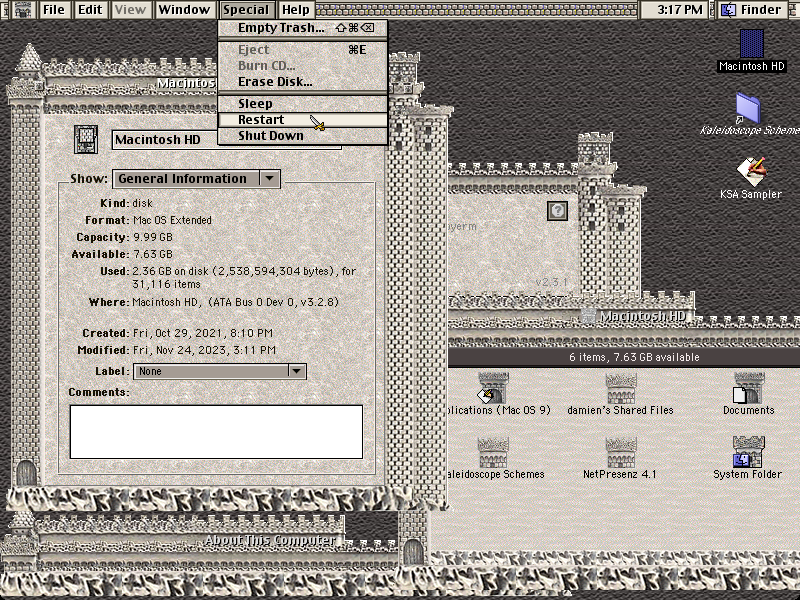 File Edit View Window Special Help 3:17 PM Finder
Empty Trash... ⇧⌘⌫
Eject ⌘E
Burn CD...
Erase Disk...
Sleep
Restart
Shut Down
Macintosh HD
Kaleidoscope Scheme
KSA Sampler
Macintos
Macintosh HD
Show: General Information
Kind: disk
Format: Mac OS Extended
Capacity: 9.99 GB
Available: 7.63 GB
Used: 2.36 GB on disk (2,538,594,304 bytes), for
31,116 items
Where: Macintosh HD, (ATA Bus 0 Dev 0, v3.2.8)
Created: Fri, Oct 29, 2021, 8:10 PM
Modified: Fri, Nov 24, 2023, 3:11 PM
Label: None
Comments:
?
yerm
v2.3.1
Macintosh HD
6 items, 7.63 GB available
plications (Mac OS 9)
damien's Shared Files
Documents
aleidoscope Schemes
NetPresenz 4.1
System Folder
About This Computer